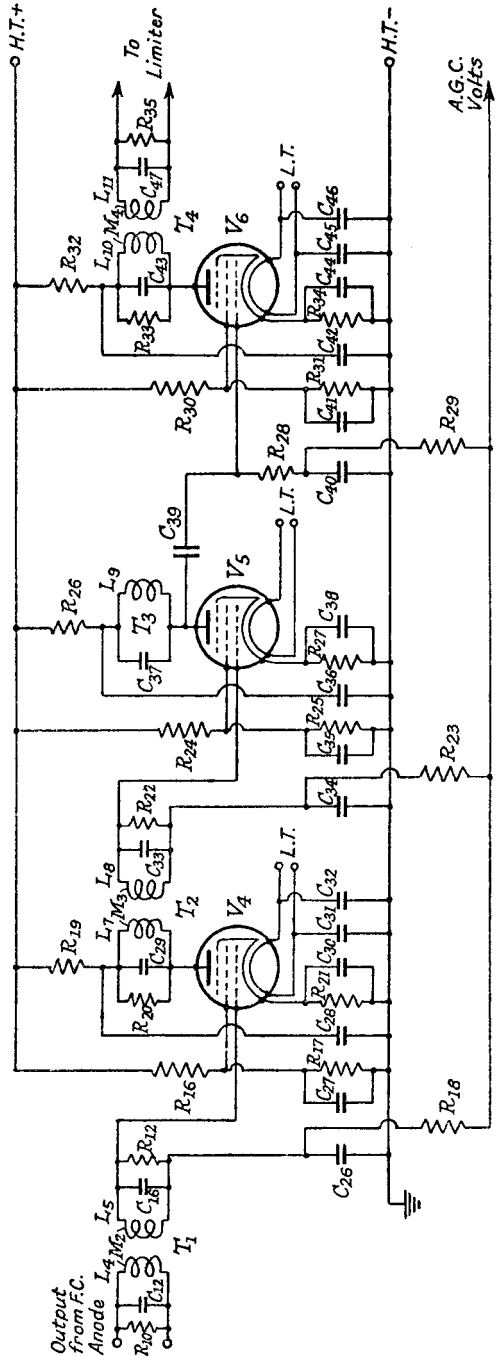 H.T.+
To
Limiter
R35
C47
L11
M4
L10
T4
R32
C43
R33
V6
L.T.
R30
C46
C45
C44
R34
C42
R31
C41
R28
C40
R29
C39
L.T.
R26
L9
T3
C37
V5
R24
C38
R27
C36
R25
C35
R22
C33
C34
R23
L8
M3
L7
T2
R19
C29
R20
V4
L.T.
R16
C32
C31
C30
R21
C28
R17
C27
R12
C16
C26
R18
L5
M2
L4
T1
C12
R10
Output
from F.C.
Anode
H.T.-
A.G.C.
Volts